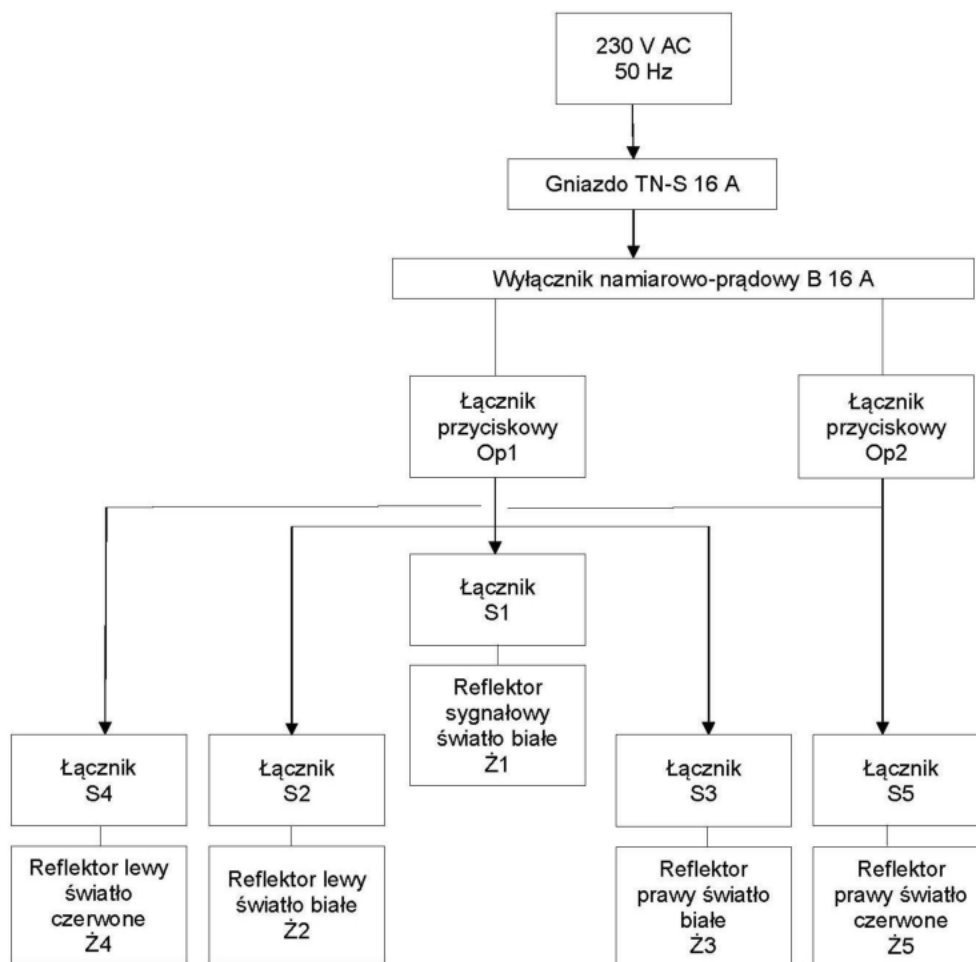 230 V AC
50 Hz
Gniazdo TN-S 16 A
Wyłącznik namiarowo-prądowy B 16 A
Łącznik
przyciskowy
Op1
Łącznik
przyciskowy
Op2
Łącznik
S1
Reflektor
sygnałowy
światło białe
Ż1
Łącznik
S4
Łącznik
S2
Łącznik
S3
Łącznik
S5
Reflektor lewy
światło
czerwone
Ż4
Reflektor lewy
światło białe
Ż2
Reflektor
prawy światło
białe
Ż3
Reflektor
prawy światło
czerwone
Ż5